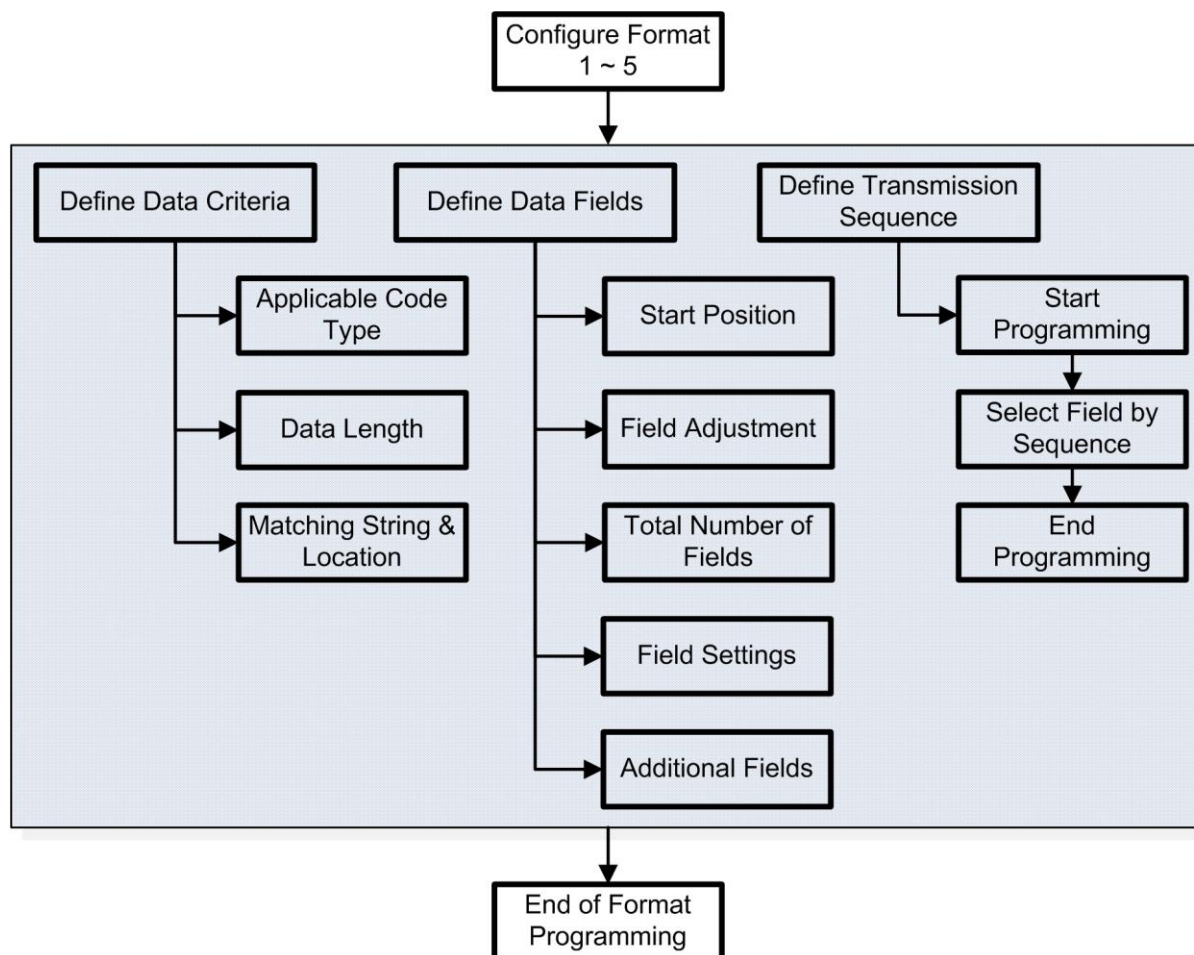 Configure Format
1 ~ 5
Define Data Criteria
Applicable Code
Type
Data Length
Matching String &
Location
Define Data Fields
Start Position
Field Adjustment
Total Number of
Fields
Field Settings
Additional Fields
Define Transmission
Sequence
Start
Programming
Select Field by
Sequence
End
Programming
End of Format
Programming